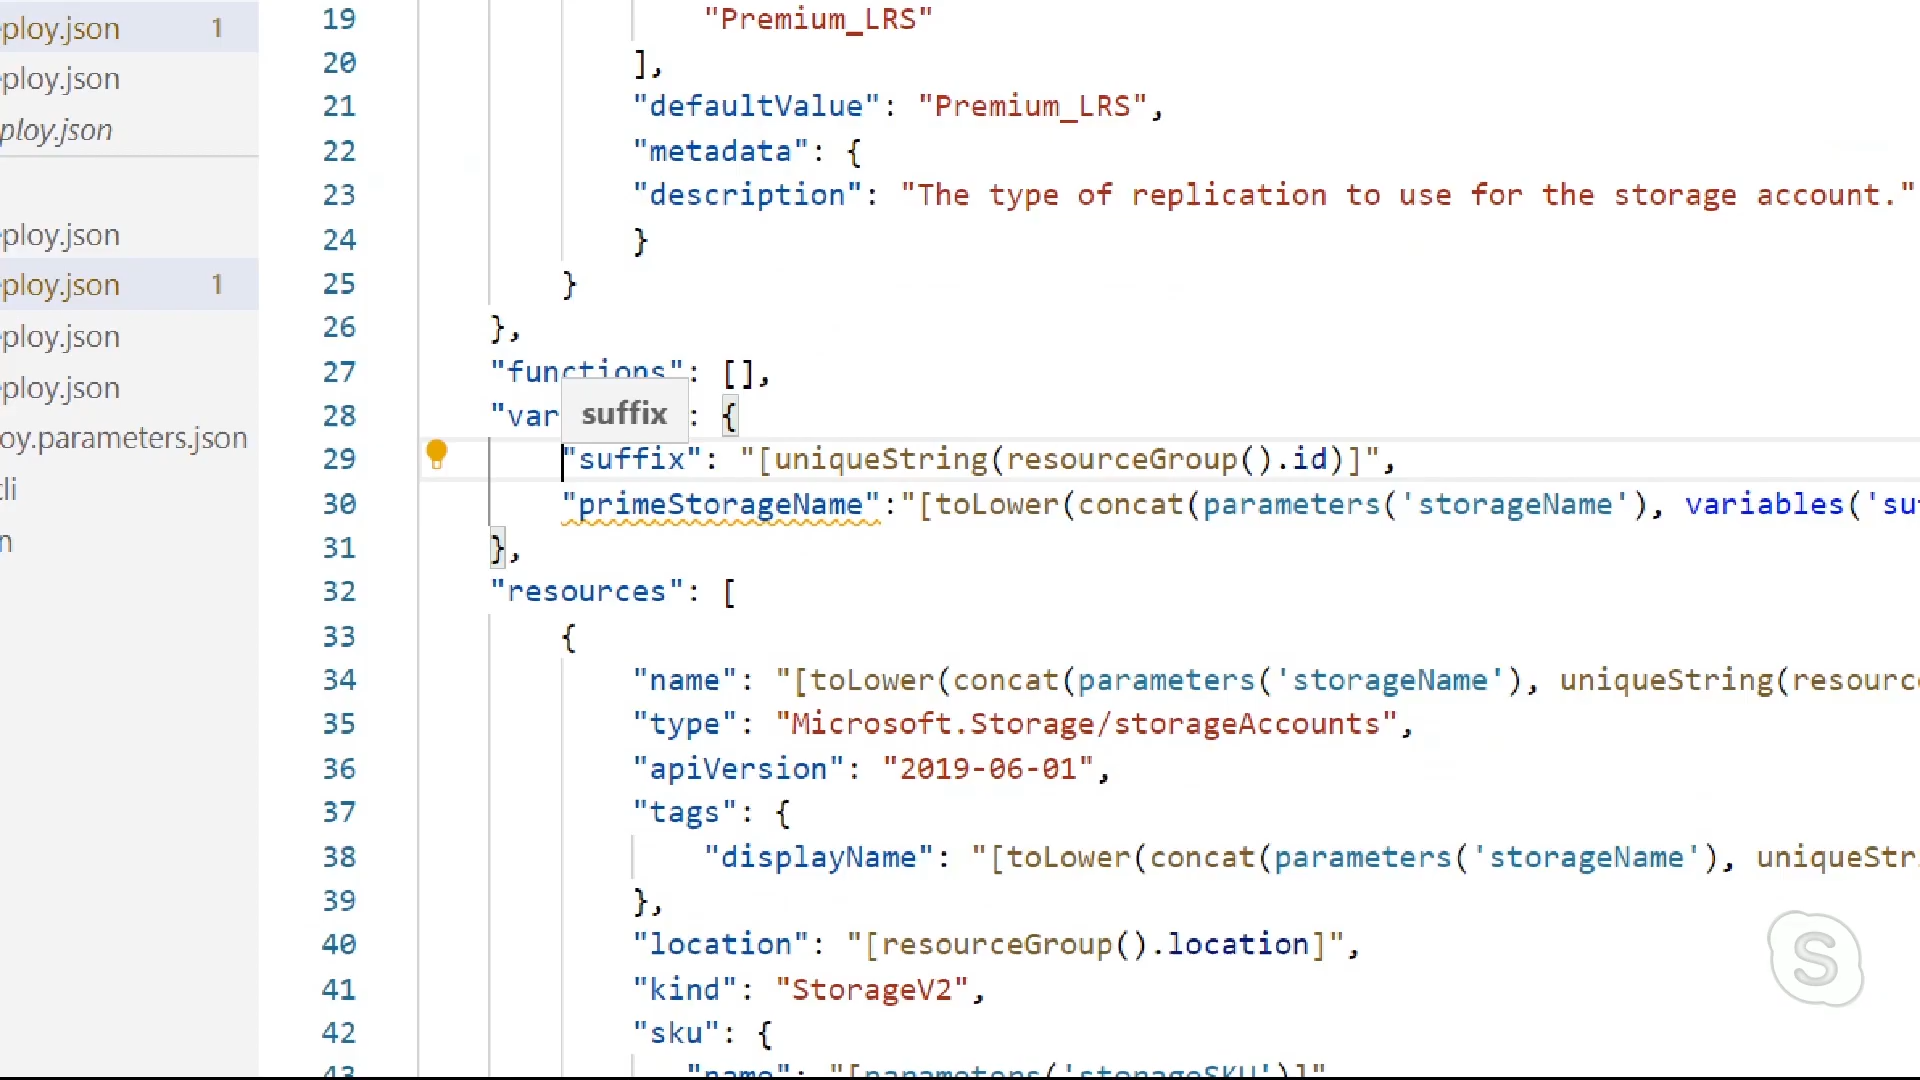 ploy.json 1
ploy.json
ploy.json
ploy.json
ploy.json 1
ploy.json
ploy.json
oy.parameters.json
n
19 "Premium_LRS"
20 ],
21 "defaultValue": "Premium_LRS",
22 "metadata": {
23 "description": "The type of replication to use for the storage account."
24 }
25 }
26 },
27 "functions": [],
28 "var : {
suffix
29 "suffix": "[uniqueString(resourceGroup().id)]",
30 "primeStorageName":"[toLower(concat(parameters('storageName'), variables('su
31 },
32 "resources": [
33 {
34 "name": "[toLower(concat(parameters('storageName'), uniqueString(resourc
35 "type": "Microsoft.Storage/storageAccounts",
36 "apiVersion": "2019-06-01",
37 "tags": {
38 "displayName": "[toLower(concat(parameters('storageName'), uniqueStr
39 },
40 "location": "[resourceGroup().location]",
41 "kind": "StorageV2",
42 "sku": {
43 "name": "[parameters('storageSKU')]"